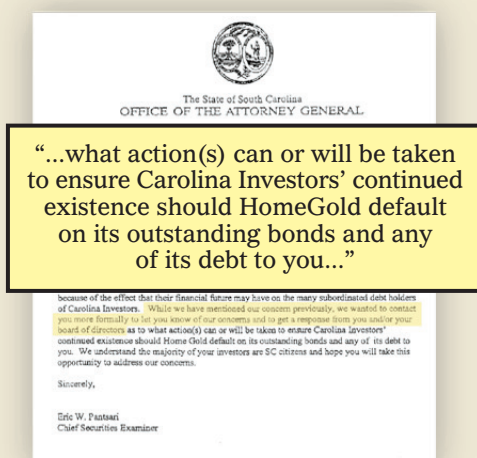 The State of South Carolina
OFFICE OF THE ATTORNEY GENERAL
“...what action(s) can or will be taken
to ensure Carolina Investors’ continued
existence should HomeGold default
on its outstanding bonds and any
of its debt to you...”
because of the effect that their financial future may have on the many subordinated debt holders
of Carolina Investors. While we have mentioned our concern previously, we wanted to contact
you more formally to let you know of our concerns and to get a response from you and/or your
board of directors as to what action(s) can or will be taken to ensure Carolina Investors’
continued existence should Home Gold default on its outstanding bonds and any of its debt to
you. We understand the majority of your investors are SC citizens and hope you will take this
opportunity to address our concerns.
Sincerely,
Eric W. Pantsari
Chief Securities Examiner